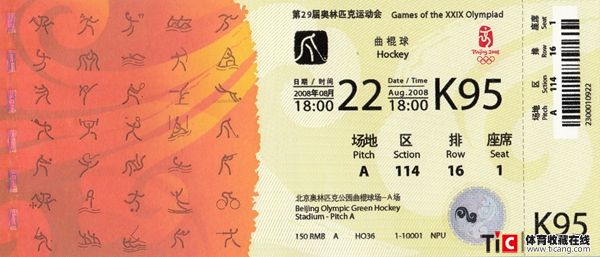 第29届奥林匹克运动会 Games of the XXIX Olympiad
曲棍球
Hockey
Beijing 2008
日期 / 时间 Date / Time
2008年08月 22 Aug.2008
18:00 18:00 K95
场地 区 排 座席
Pitch Sction Row Seat
A 114 16 1
北京奥林匹克公园曲棍球场—A场
Beijing Olympic Green Hockey
Stadium - Pitch A
150 RMB A HO36 1-10001 NPU
座席 Seat 1
排 Row 16
区 Sction 114
场地 Pitch A
2300010922
K95
TIC 体育收藏在线
www.ticang.com